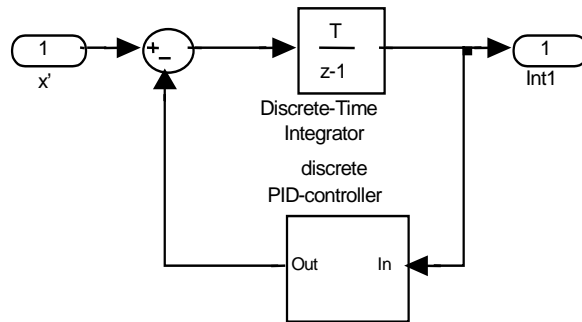 1
x'
+
−
T
z-1
Discrete-Time
Integrator
1
Int1
discrete
PID-controller
Out
In